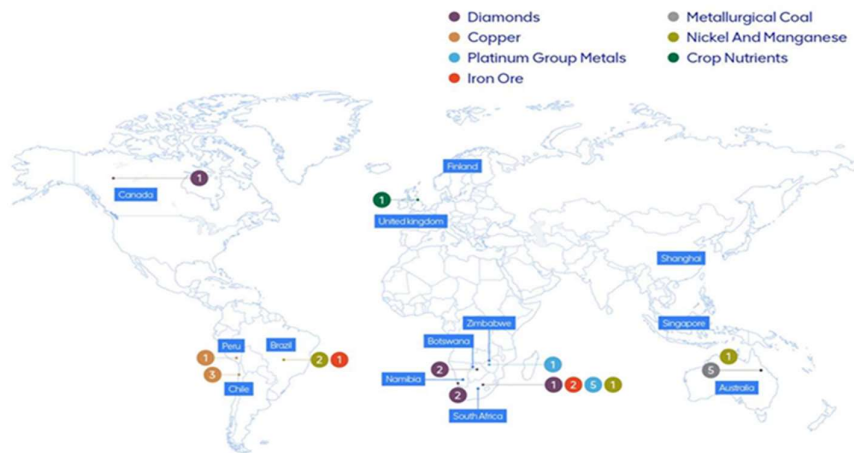 Diamonds
Copper
Platinum Group Metals
Iron Ore
Metallurgical Coal
Nickel And Manganese
Crop Nutrients
Finland
1
Canada
1
United kingdom
Shanghai
Zimbabwe
Singapore
Botswana
Peru
Brazil
1
2 1
1
1
2
5
3
Namibia
1 2 5 1
Chile
Australia
2
South Africa